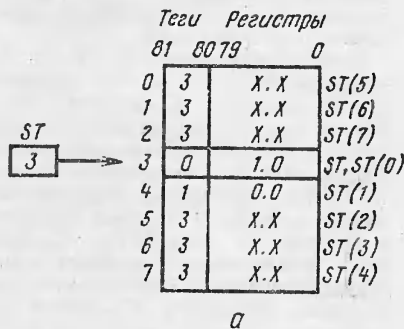 Теги Регистры
81 80 79 0
0 3 X.X ST(5)
1 3 X.X ST(6)
2 3 X.X ST(7)
ST
3 3 0 1.0 ST,ST(0)
4 1 0.0 ST(1)
5 3 X.X ST(2)
6 3 X.X ST(3)
7 3 X.X ST(4)
а